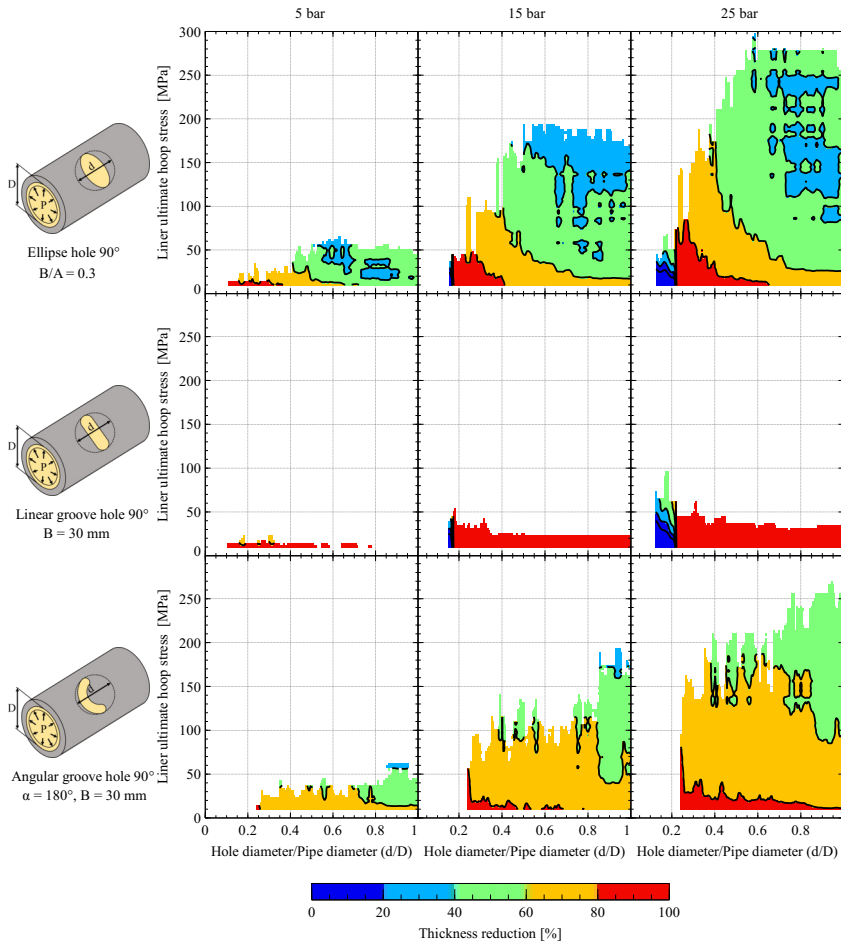 5 bar 15 bar 25 bar
300
250
200
150
100
50
0
Liner ultimate hoop stress [MPa]
D
P
d
Ellipse hole 90°
B/A = 0.3
250
200
150
100
50
0
Liner ultimate hoop stress [MPa]
D
P
d
Linear groove hole 90°
B = 30 mm
250
200
150
100
50
0
Liner ultimate hoop stress [MPa]
D
P
d
Angular groove hole 90°
α = 180°, B = 30 mm
0 0.2 0.4 0.6 0.8 1 0.2 0.4 0.6 0.8 1 0.2 0.4 0.6 0.8
Hole diameter/Pipe diameter (d/D) Hole diameter/Pipe diameter (d/D) Hole diameter/Pipe diameter (d/D)
0 20 40 60 80 100
Thickness reduction [%]